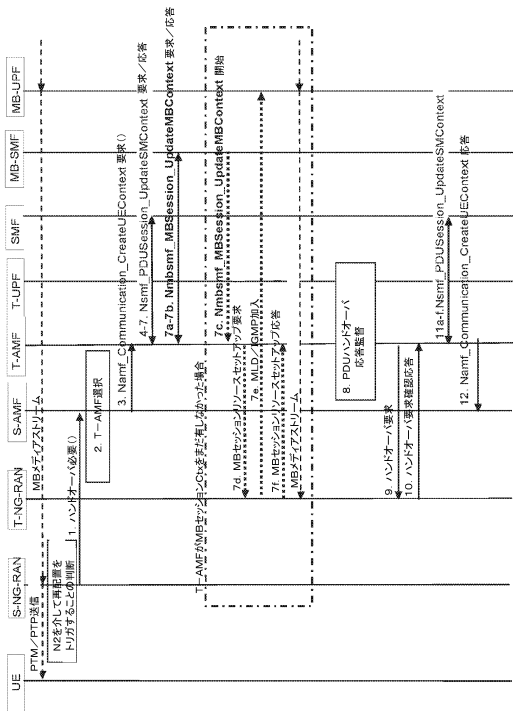 UE
S-NG-RAN
T-NG-RAN
S-AMF
T-AMF
T-UPF
SMF
MB-SMF
MB-UPF
PTM/PTP送信
MBメディアストリーム
N2を介して再配置を
トリガすることの判断
1. ハンドオーバ必要()
2. T-AMF選択
3. Namf_Communication_CreateUEContext 要求()
4-7. Nsmf_PDUSession_UpdateSMContext 要求/応答
7a-7b. Nmbsmf_MBSession_UpdateMBContext 要求/応答
T-AMFがMBセッションCtxをまだ有しなかった場合
7c. Nmbsmf_MBSession_UpdateMBContext 開始
7d. MBセッションリソースセットアップ要求
7e. MLD/IGMP加入
7f. MBセッションリソースセットアップ応答
MBメディアストリーム
8. PDUハンドオーバ
応答監督
9. ハンドオーバ要求
10. ハンドオーバ要求確認応答
11a-f.Nsmf_PDUSession_UpdateSMContext
12. Namf_Communication_CreateUEContext 応答